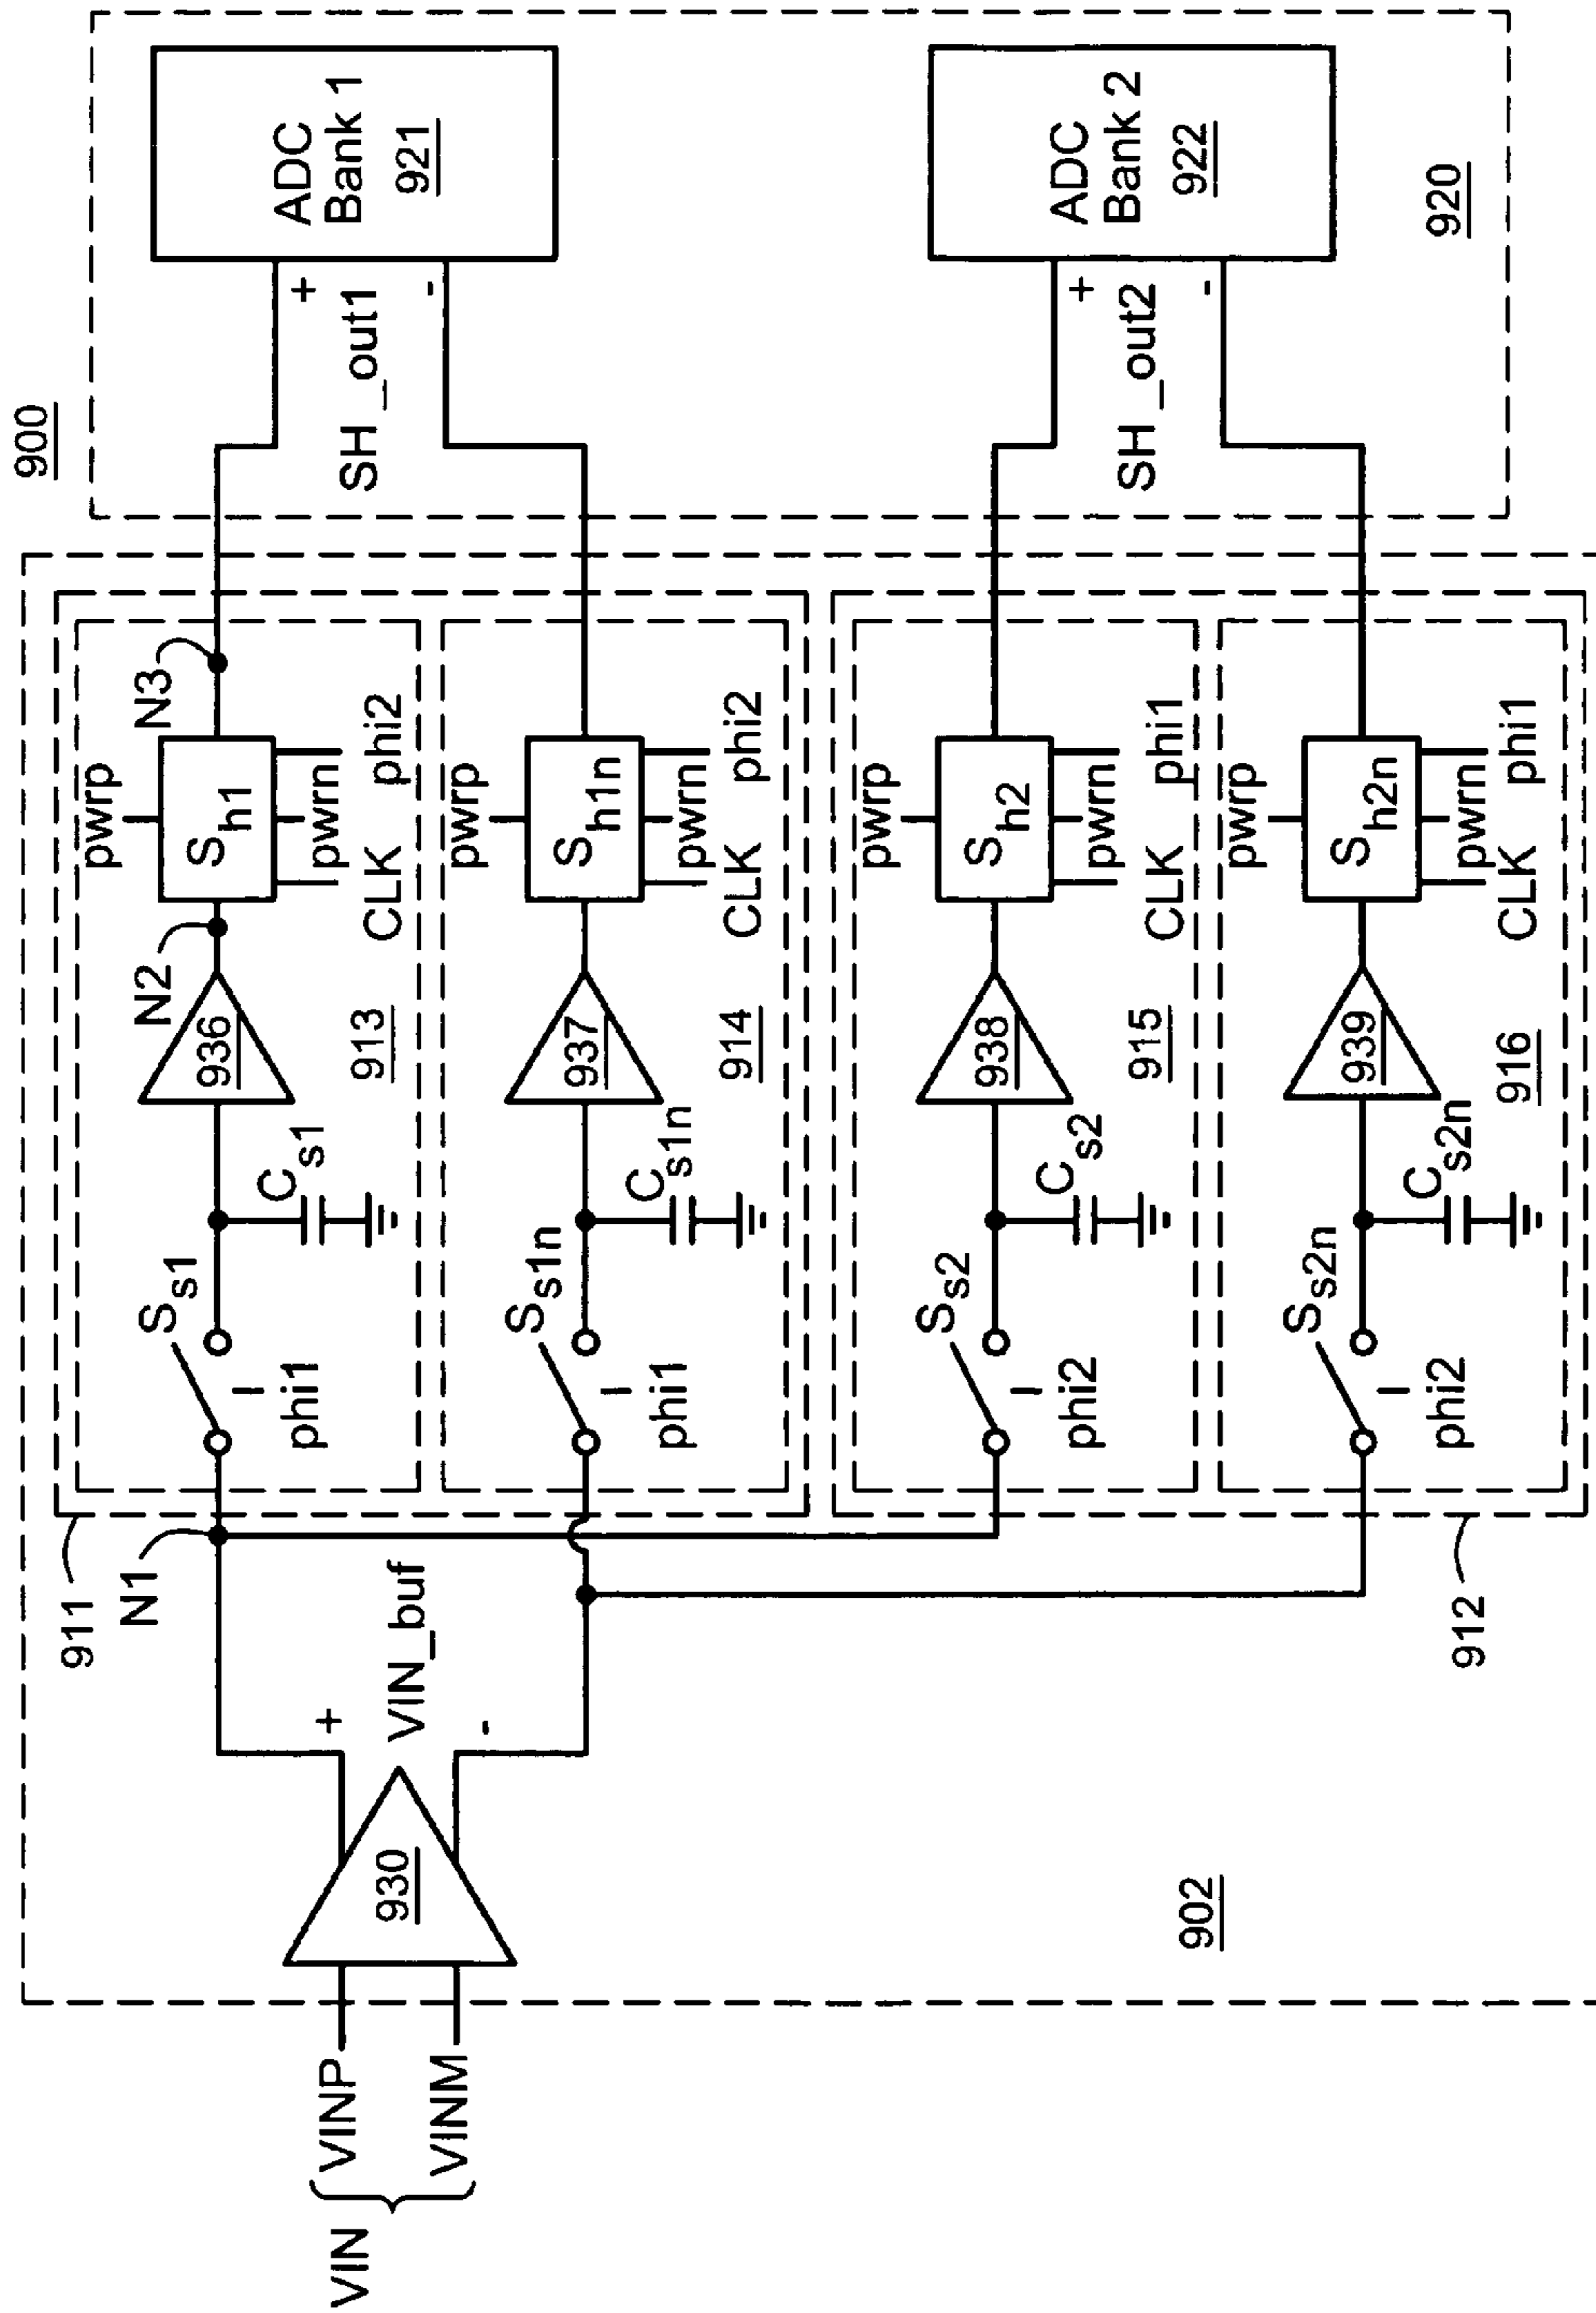 900
VIN
VINP
VINM
930
+
VIN_buf
-
902
911
N1
912
Ss1
phi1
Cs1
936
N2
pwrp
Sh1
pwrn
CLK
phi2
N3
913
Ss1n
phi1
Cs1n
937
pwrp
Sh1n
pwrn
CLK
phi2
914
Ss2
phi2
Cs2
938
pwrp
Sh2
pwrn
CLK
phi1
915
Ss2n
phi2
Cs2n
939
pwrp
Sh2n
pwrn
CLK
phi1
916
+
SH_out1
-
ADC
Bank 1
921
+
SH_out2
-
ADC
Bank 2
922
920